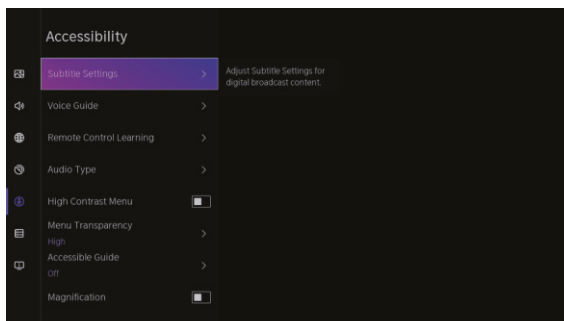 Accessibility
Subtitle Settings
Adjust Subtitle Settings for
digital broadcast content.
Voice Guide
Remote Control Learning
Audio Type
High Contrast Menu
Menu Transparency
High
Accessible Guide
Off
Magnification